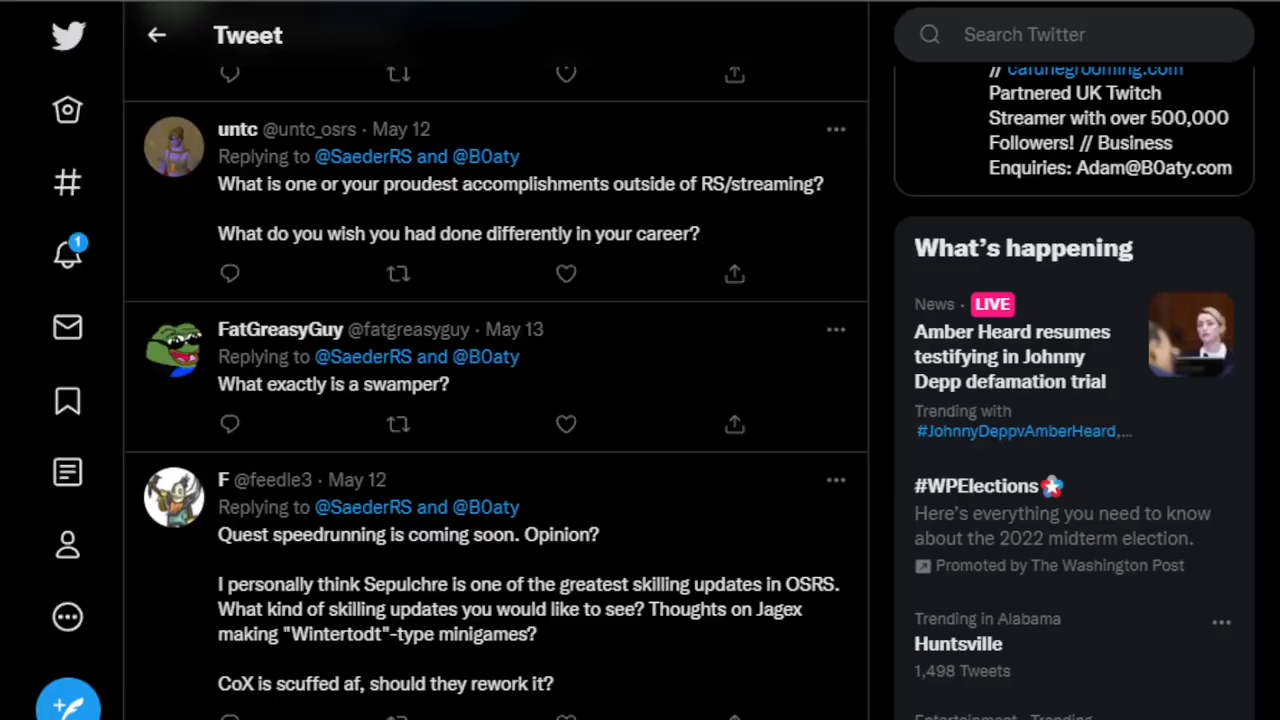 Tweet
untc @untc_osrs · May 12
Replying to @SaederRS and @B0aty
What is one or your proudest accomplishments outside of RS/streaming?
What do you wish you had done differently in your career?
FatGreasyGuy @fatgreasyguy · May 13
Replying to @SaederRS and @B0aty
What exactly is a swamper?
F @feedle3 · May 12
Replying to @SaederRS and @B0aty
Quest speedrunning is coming soon. Opinion?
I personally think Sepulchre is one of the greatest skilling updates in OSRS.
What kind of skilling updates you would like to see? Thoughts on Jagex
making "Wintertodt"-type minigames?
CoX is scuffed af, should they rework it?
1
Search Twitter
// cafunegrooming.com
Partnered UK Twitch
Streamer with over 500,000
Followers! // Business
Enquiries: Adam@B0aty.com
What's happening
News · LIVE
Amber Heard resumes
testifying in Johnny
Depp defamation trial
Trending with
#JohnnyDeppvAmberHeard,...
#WPElections
Here's everything you need to know
about the 2022 midterm election.
Promoted by The Washington Post
Trending in Alabama
Huntsville
1,498 Tweets
Entertainment · Trending